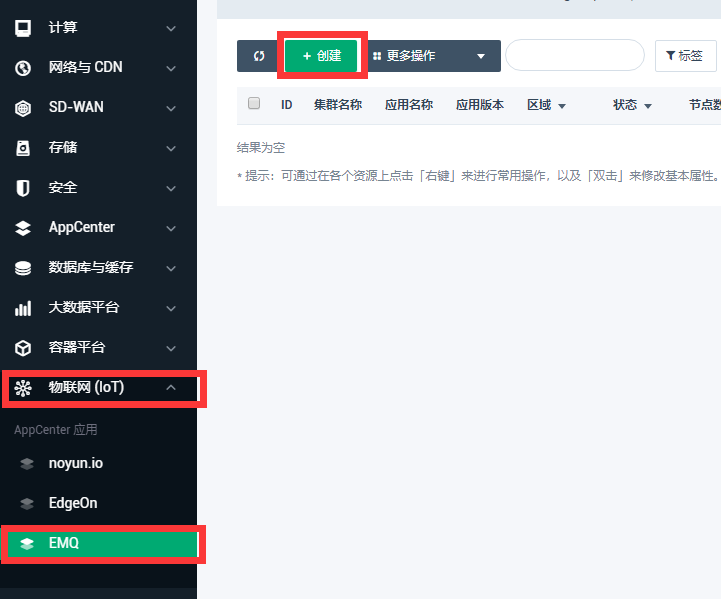 计算
网络与 CDN
SD-WAN
存储
安全
AppCenter
数据库与缓存
大数据平台
容器平台
物联网 (IoT)
AppCenter 应用
noyun.io
EdgeOn
EMQ
+ 创建 更多操作 标签
ID 集群名称 应用名称 应用版本 区域 状态 节点数
结果为空
* 提示：可通过在各个资源上点击「右键」来进行常用操作，以及「双击」来修改基本属性。